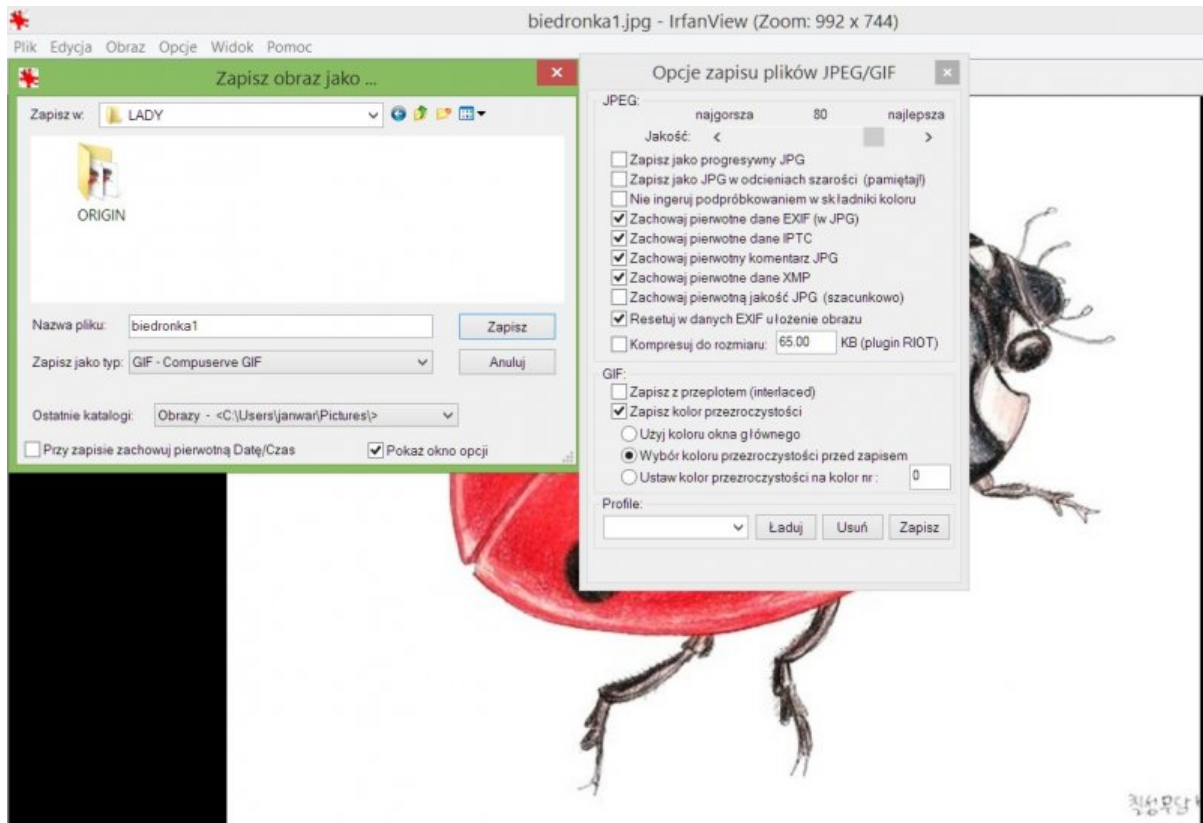 biedronka1.jpg - IrfanView (Zoom: 992 x 744)
Plik Edycja Obraz Opcje Widok Pomoc
Zapisz obraz jako ...
Zapisz w: LADY
ORIGIN
Nazwa pliku: biedronka1 Zapisz
Zapisz jako typ: GIF - Compuserve GIF Anuluj
Ostatnie katalogi: Obrazy - <C:\Users\janwar\Pictures\>
Przy zapisie zachowuj pierwotną Datę/Czas Pokaż okno opcji
Opcje zapisu plików JPEG/GIF
JPEG:
najgorsza 80 najlepsza
Jakość: < >
Zapisz jako progresywny JPG
Zapisz jako JPG w odcieniach szarości (pamiętaj!)
Nie ingeruj podpróbkowaniem w składniki koloru
Zachowaj pierwotne dane EXIF (w JPG)
Zachowaj pierwotne dane IPTC
Zachowaj pierwotny komentarz JPG
Zachowaj pierwotne dane XMP
Zachowaj pierwotną jakość JPG (szacunkowo)
Resetuj w danych EXIF ułożenie obrazu
Kompresuj do rozmiaru: 65.00 KB (plugin RIOT)
GIF:
Zapisz z przeplotem (interlaced)
Zapisz kolor przezroczystości
Użyj koloru okna głównego
Wybór koloru przezroczystości przed zapisem
Ustaw kolor przezroczystości na kolor nr : 0
Profile:
Ładuj Usuń Zapisz